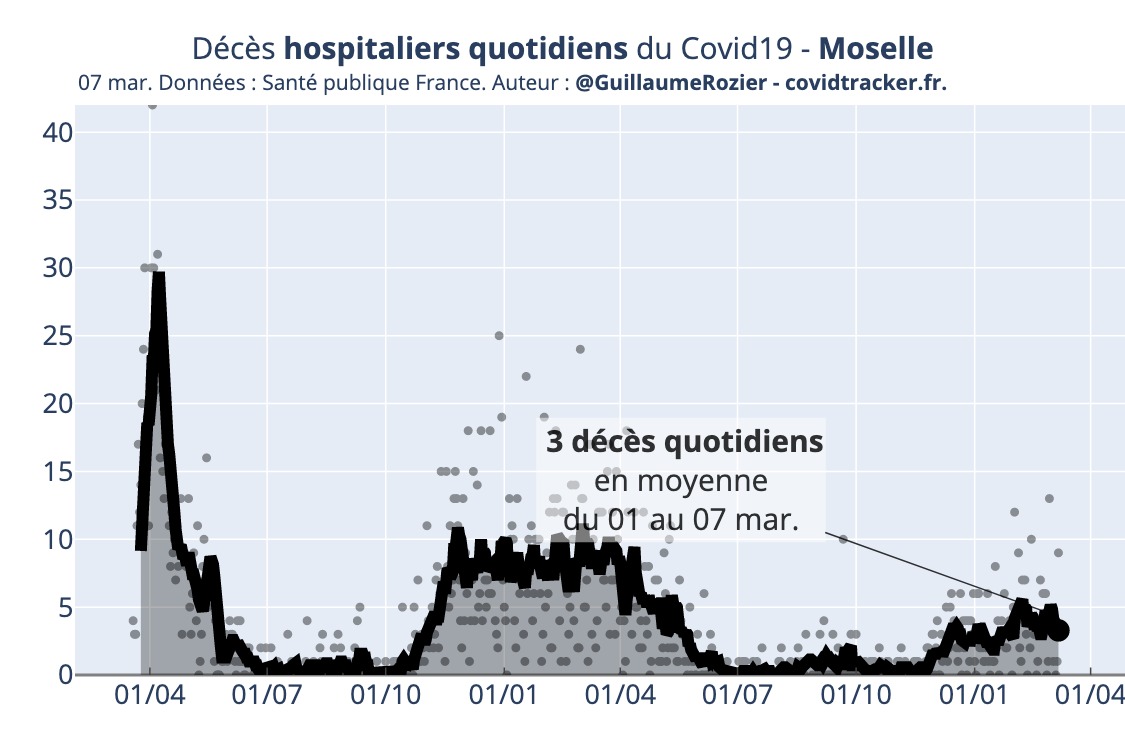 Décès hospitaliers quotidiens du Covid19 - Moselle
07 mar. Données : Santé publique France. Auteur : @GuillaumeRozier - covidtracker.fr.
40
35
30
25
20
15
10
5
0
3 décès quotidiens
en moyenne
du 01 au 07 mar.
01/04 01/07 01/10 01/01 01/04 01/07 01/10 01/01 01/04